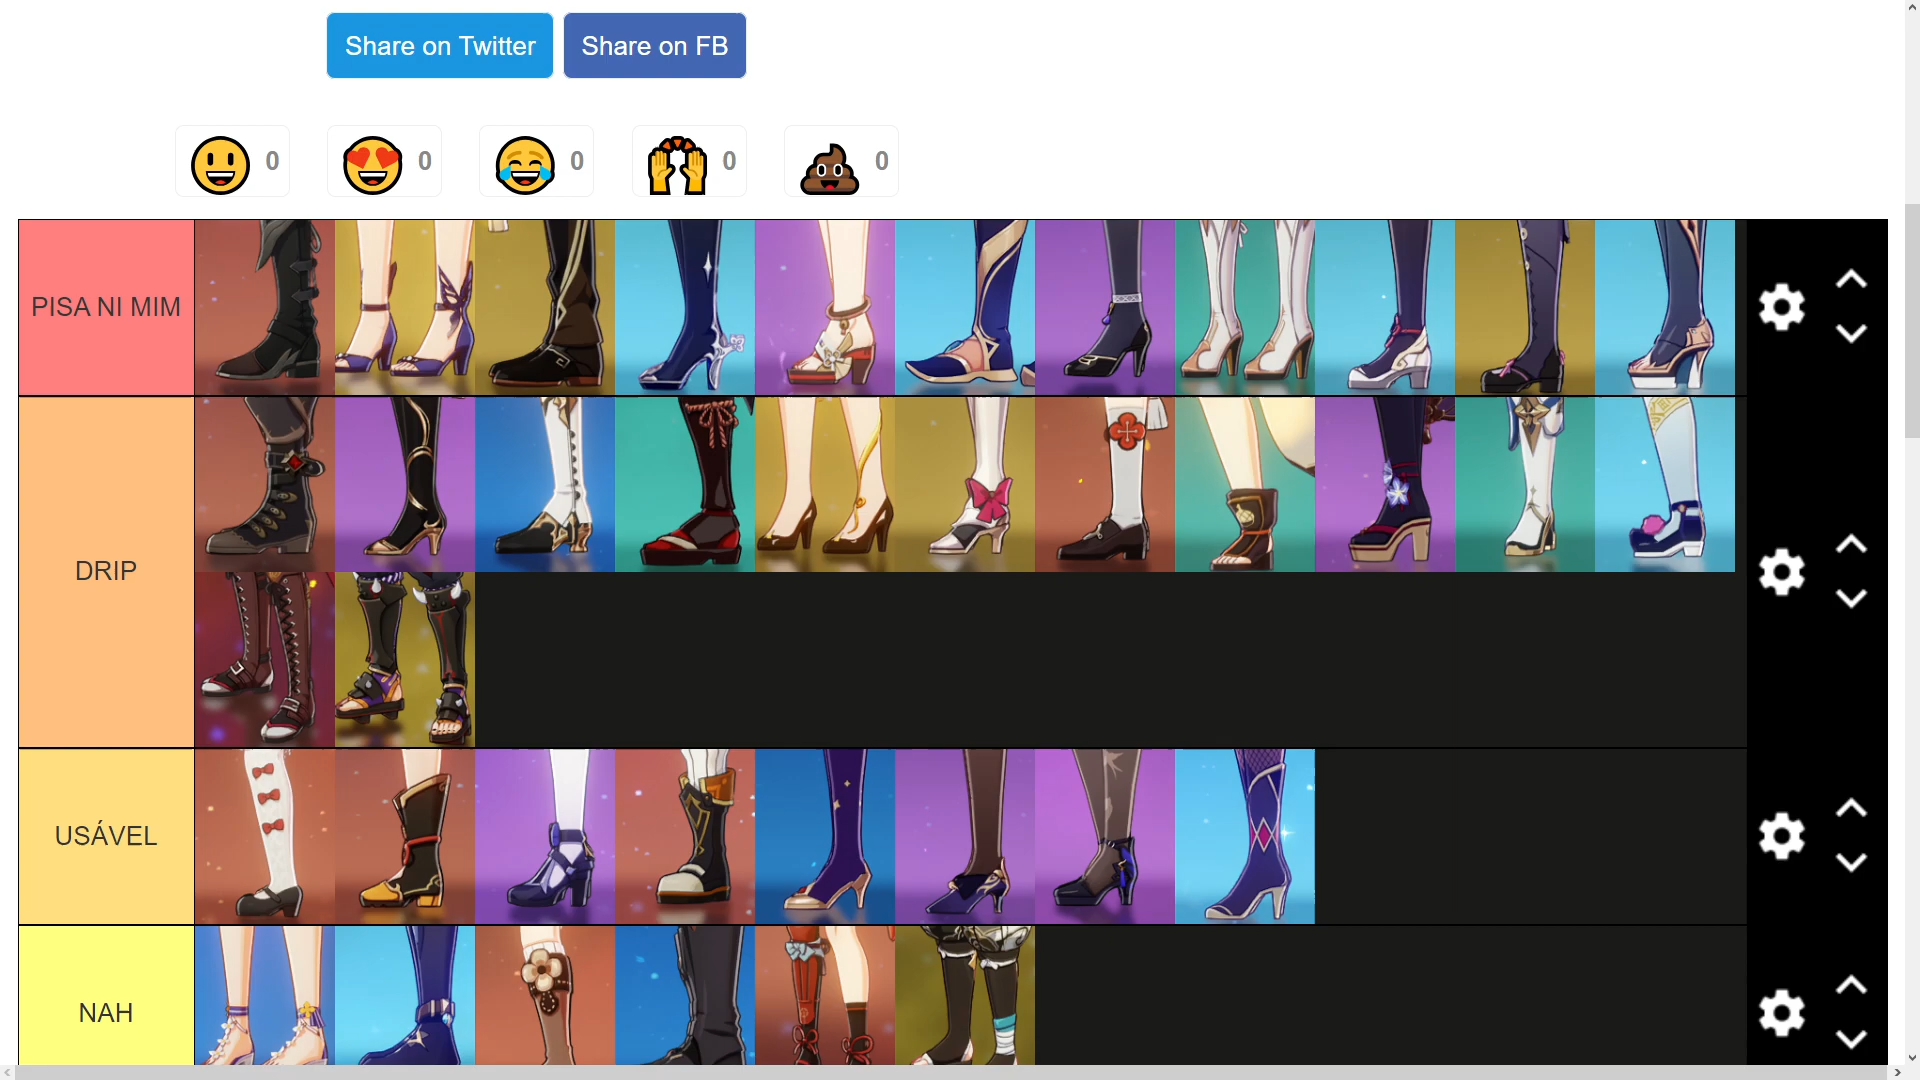 Share on Twitter Share on FB
0 0 0 0 0
PISA NI MIM
DRIP
USÁVEL
NAH